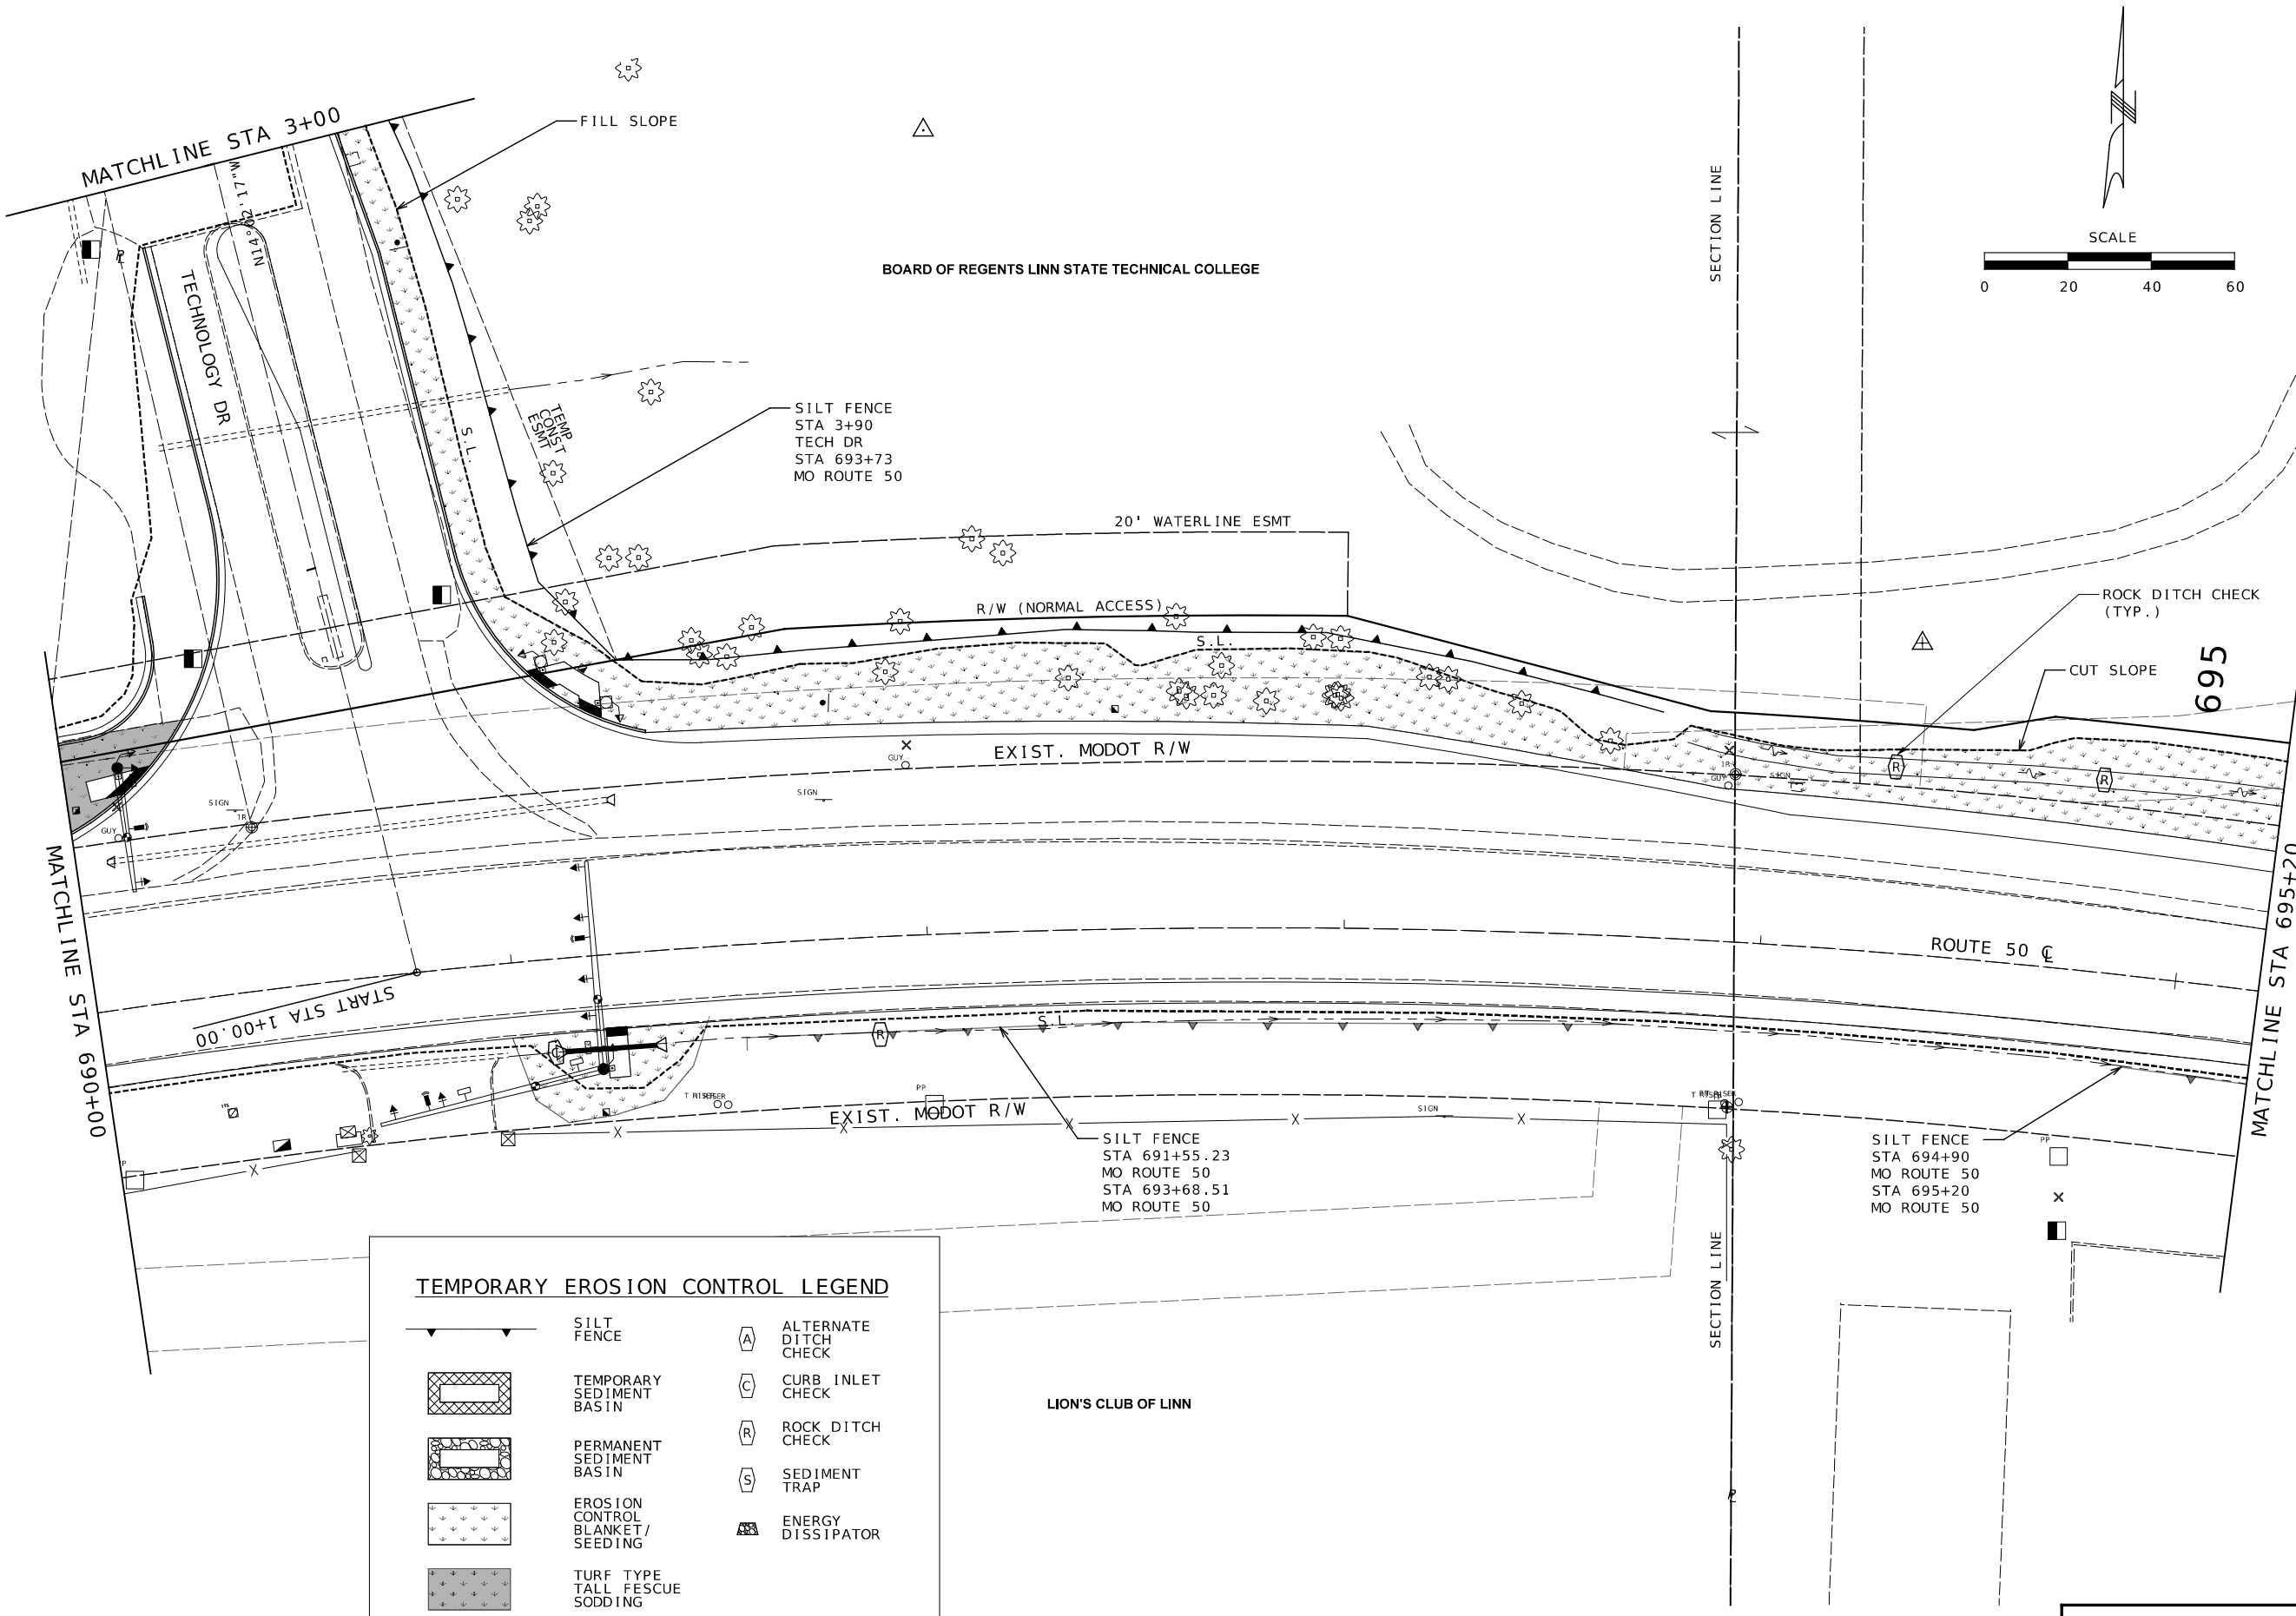 MATCHLINE STA 3+00
FILL SLOPE
N14°02'17"W
TECHNOLOGY DR
BOARD OF REGENTS LINN STATE TECHNICAL COLLEGE
SECTION LINE
N
SCALE
0 20 40 60
S.L.
TEMP
CONST
ESMT
SILT FENCE
STA 3+90
TECH DR
STA 693+73
MO ROUTE 50
20' WATERLINE ESMT
R/W (NORMAL ACCESS)
S.L.
ROCK DITCH CHECK
(TYP.)
CUT SLOPE
695
R
R
EXIST. MODOT R/W
GUY
SIGN
SIGN
IR
GUY
IR
GUY
SIGN
MATCHLINE STA 690+00
MATCHLINE STA 695+20
ROUTE 50 ℄
START STA 1+00.00
S.L.
R
C
PP
EXIST. MODOT R/W
SIGN
SILT FENCE
STA 691+55.23
MO ROUTE 50
STA 693+68.51
MO ROUTE 50
SILT FENCE
STA 694+90
MO ROUTE 50
STA 695+20
MO ROUTE 50
PP
SECTION LINE
LION'S CLUB OF LINN
TEMPORARY EROSION CONTROL LEGEND
SILT
FENCE
TEMPORARY
SEDIMENT
BASIN
PERMANENT
SEDIMENT
BASIN
EROSION
CONTROL
BLANKET/
SEEDING
TURF TYPE
TALL FESCUE
SODDING
A ALTERNATE
DITCH
CHECK
C CURB INLET
CHECK
R ROCK DITCH
CHECK
S SEDIMENT
TRAP
ENERGY
DISSIPATOR